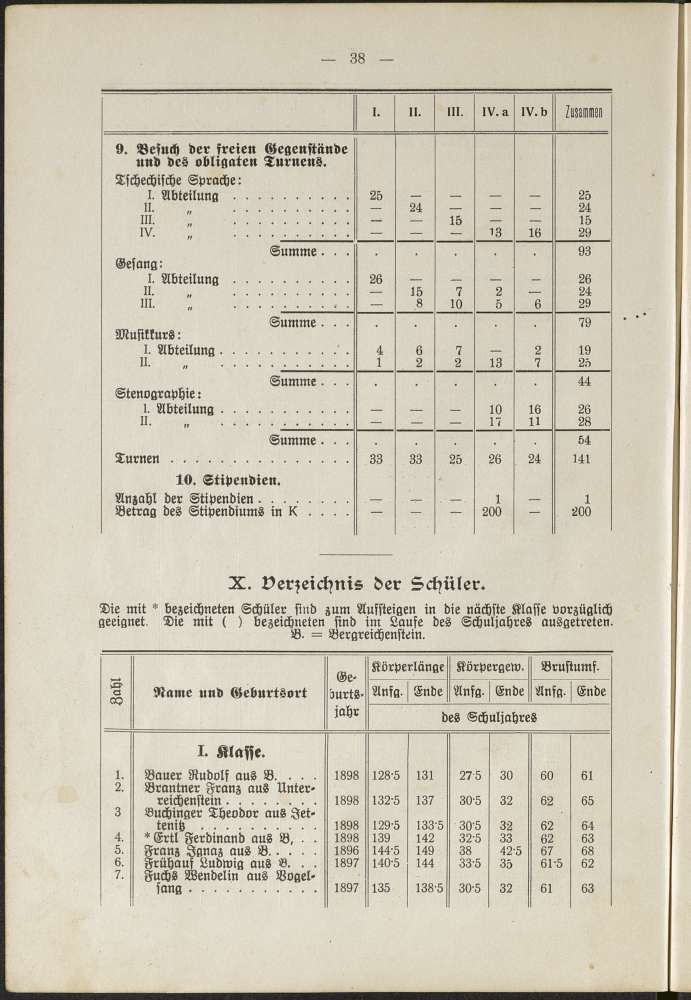 — 38 —
I. II. III. IV. a IV. b Zusammen
9. Besuch der freien Gegenstände
und des obligaten Turnens.
Tschechische Sprache:
I. Abteilung . . . . . . . . . . 25 — — — — 25
II. „ . . . . . . . . . . — 24 — — — 24
III. „ . . . . . . . . . . — — 15 — — 15
IV. „ . . . . . . . . . . — — — 13 16 29
Summe . . . . . . . . 93
Gesang:
I. Abteilung . . . . . . . . . . 26 — — — — 26
II. „ . . . . . . . . . . — 15 7 2 — 24
III. „ . . . . . . . . . . — 8 10 5 6 29
Summe . . . . . . . . 79
Musikkurs:
I. Abteilung . . . . . . . . . . . 4 6 7 — 2 19
II. „ . . . . . . . . . . . 1 2 2 13 7 25
Summe . . . . . . . . 44
Stenographie:
I. Abteilung . . . . . . . . . . . — — — 10 16 26
II. „ . . . . . . . . . . . — — — 17 11 28
Summe . . . . . . . . 54
Turnen . . . . . . . . . . . . . . . 33 33 25 26 24 141
10. Stipendien.
Anzahl der Stipendien . . . . . . . . — — — 1 — 1
Betrag des Stipendiums in K . . . . — — — 200 — 200
X. Verzeichnis der Schüler.
Die mit * bezeichneten Schüler sind zum Aufsteigen in die nächste Klasse vorzüglich
geeignet. Die mit ( ) bezeichneten sind im Laufe des Schuljahres ausgetreten.
B. = Bergreichenstein.
Zahl Name und Geburtsort Ge-
burts-
jahr Körperlänge Körpergew. Brustumf.
Anfg. Ende Anfg. Ende Anfg. Ende
des Schuljahres
I. Klasse.
1. Bauer Rudolf aus B. . . . 1898 128·5 131 27·5 30 60 61
2. Brantner Franz aus Unter-
reichenstein . . . . . . . 1898 132·5 137 30·5 32 62 65
3 Buchinger Theodor aus Jet-
tenitz . . . . . . . . . . 1898 129·5 133·5 30·5 32 62 64
4. * Ertl Ferdinand aus B, . . 1898 139 142 32·5 33 62 63
5. Franz Ignaz aus B. . . . . 1896 144·5 149 38 42·5 67 68
6. Frühauf Ludwig aus B. . . 1897 140·5 144 33·5 35 61·5 62
7. Fuchs Wendelin aus Vogel-
sang . . . . . . . . . . . 1897 135 138·5 30·5 32 61 63